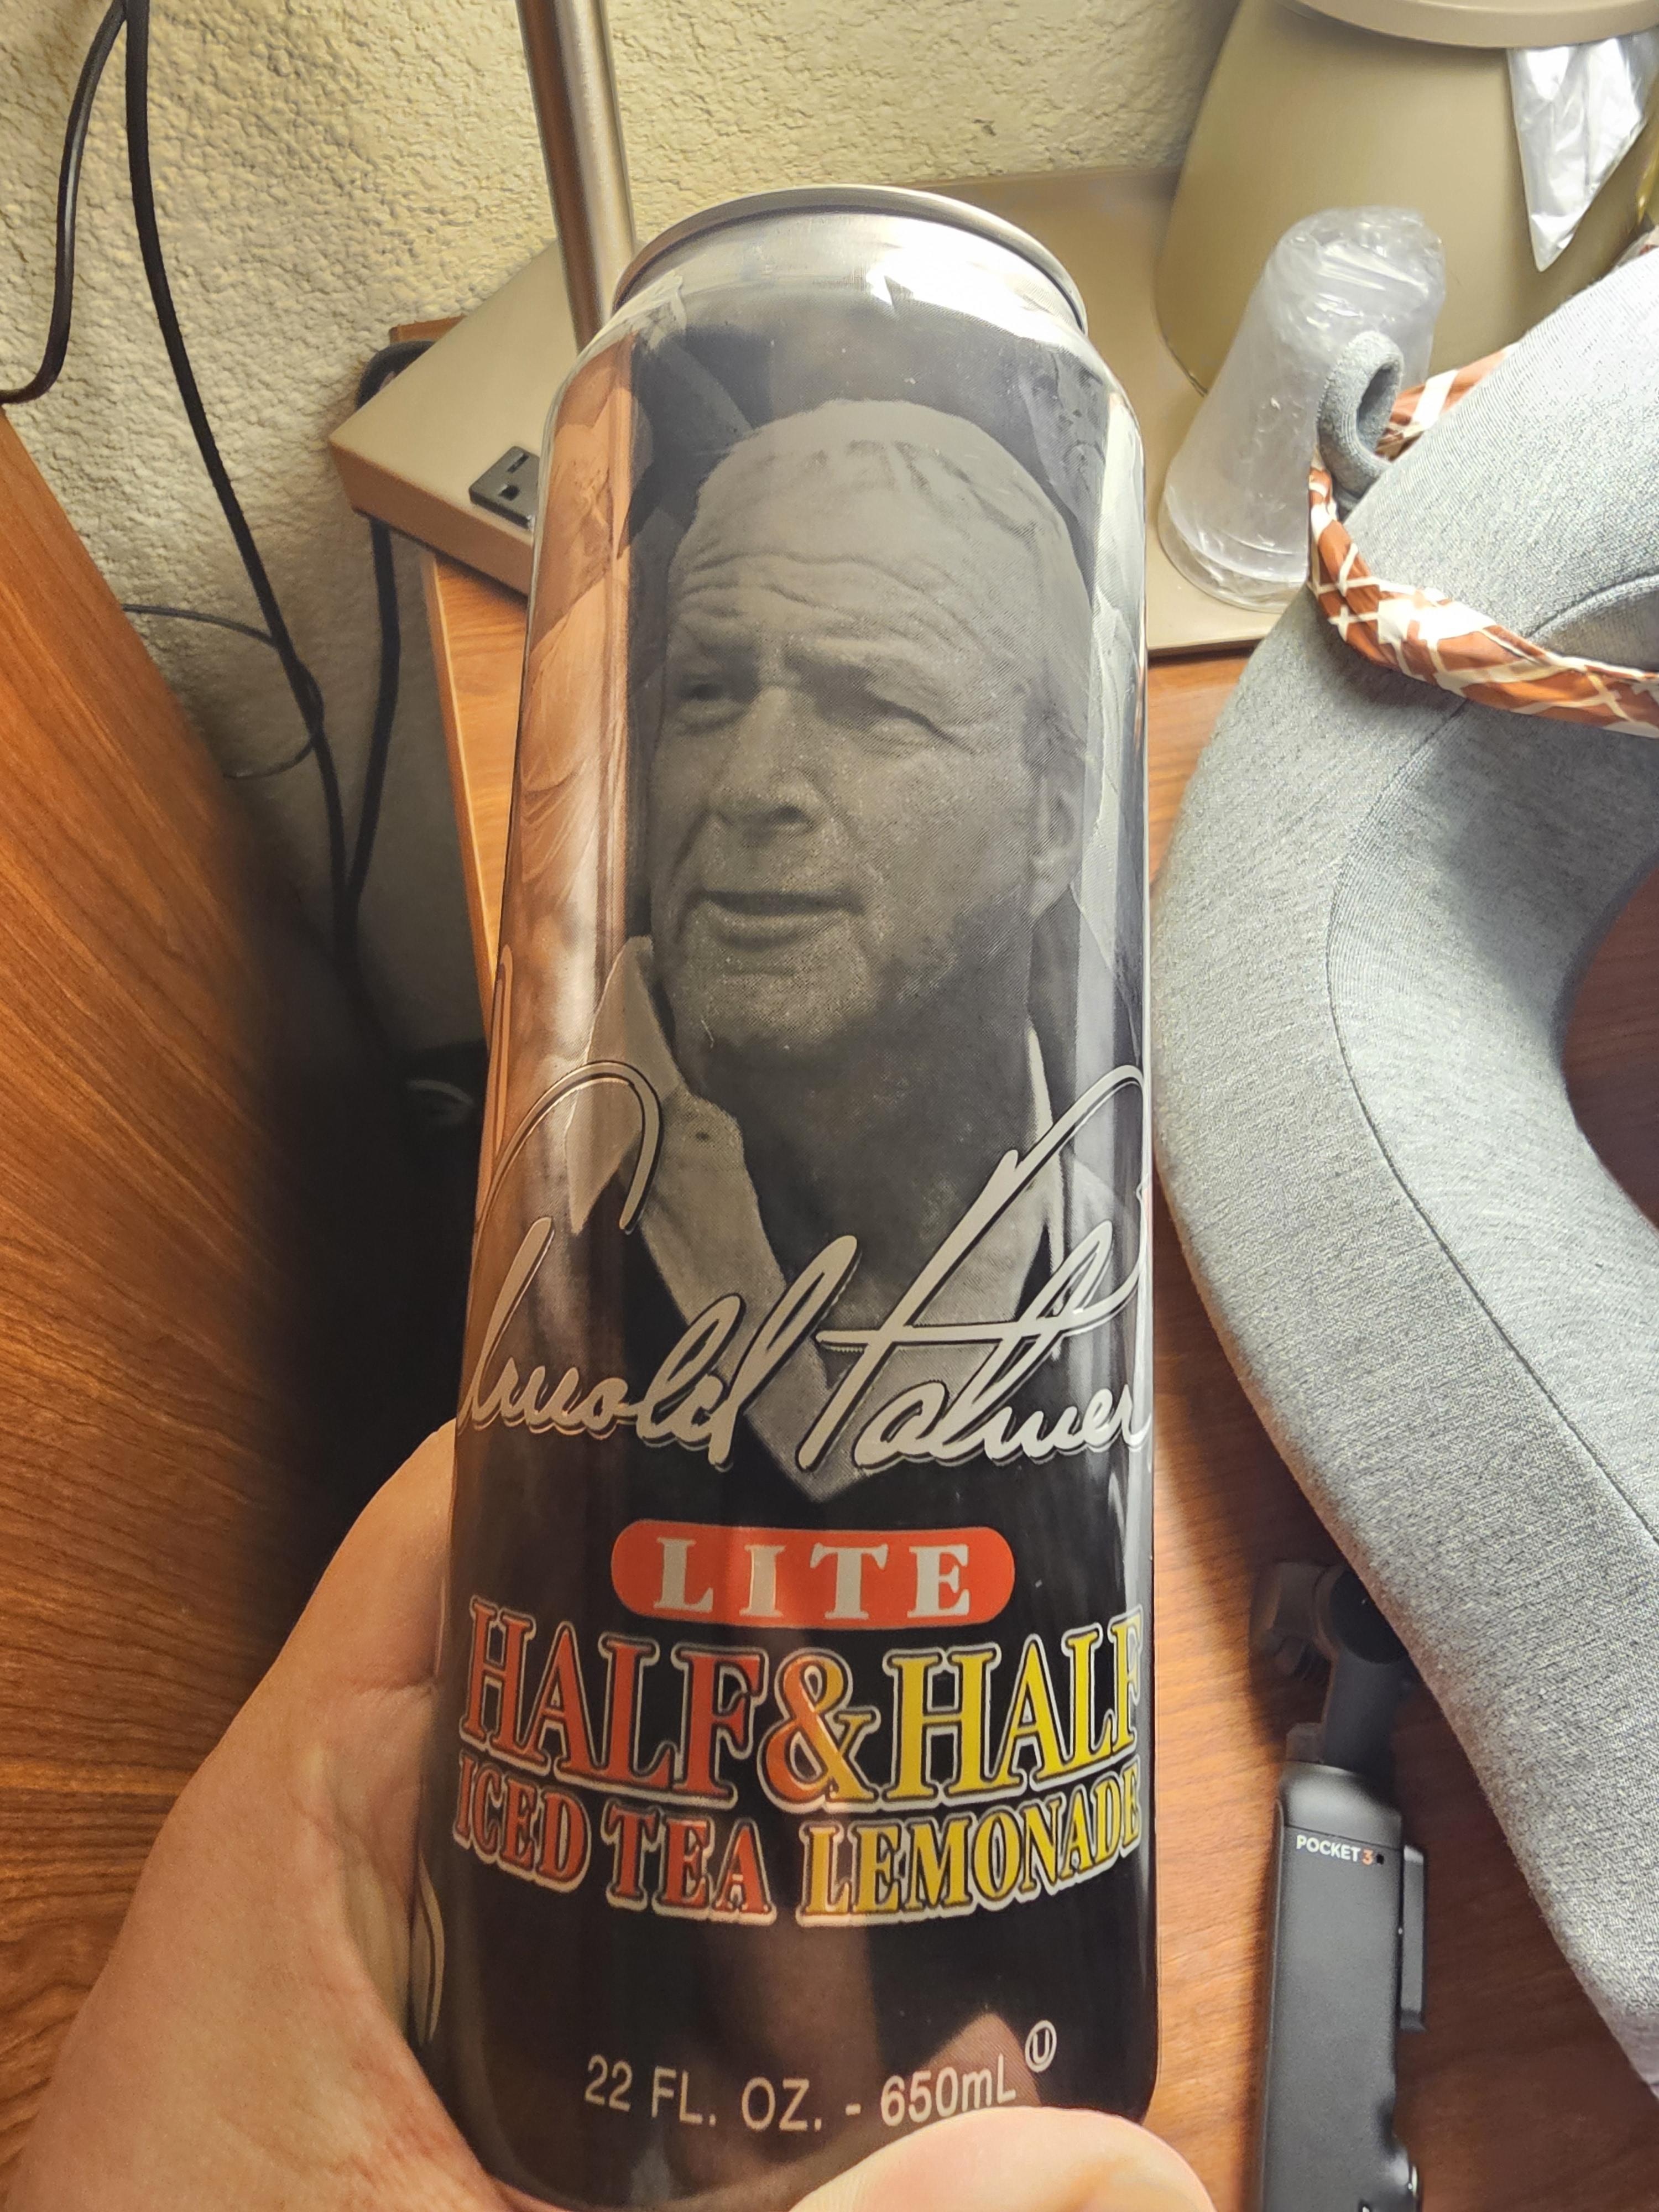 Arnold Palmer
LITE
HALF & HALF
ICED TEA LEMONADE
22 FL. OZ. - 650mL
U
POCKET 3